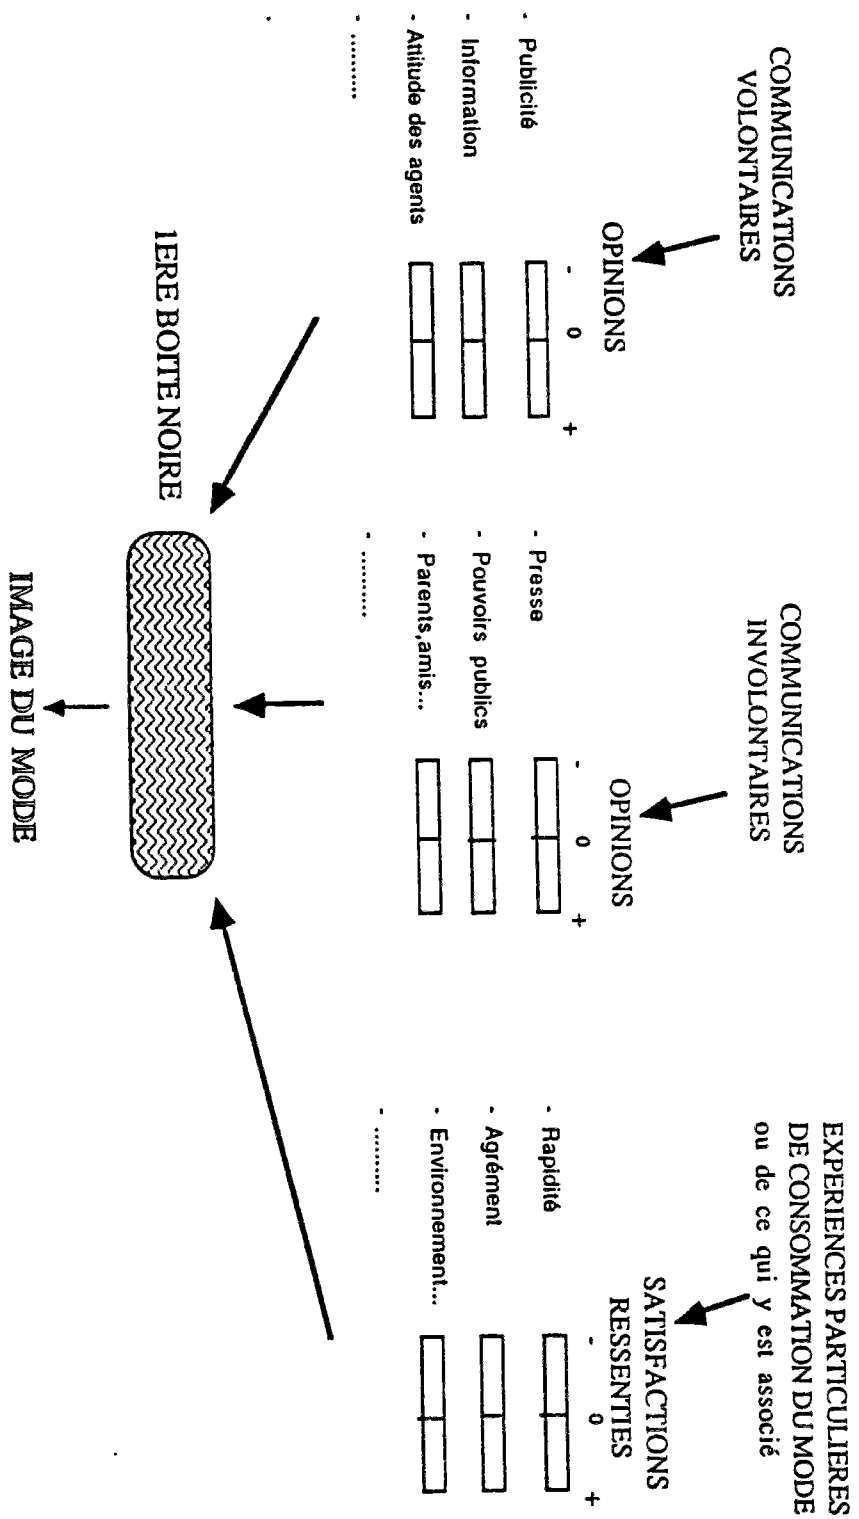 COMMUNICATIONS
VOLONTAIRES
OPINIONS
- 0 +
- Publicité
- Information
- Attitude des agents
- ..........
COMMUNICATIONS
INVOLONTAIRES
OPINIONS
- 0 +
- Presse
- Pouvoirs publics
- Parents,amis...
- ..........
EXPERIENCES PARTICULIERES
DE CONSOMMATION DU MODE
ou de ce qui y est associé
SATISFACTIONS
RESSENTIES
- 0 +
- Rapidité
- Agrément
- Environnement...
- ..........
1ERE BOITE NOIRE
IMAGE DU MODE